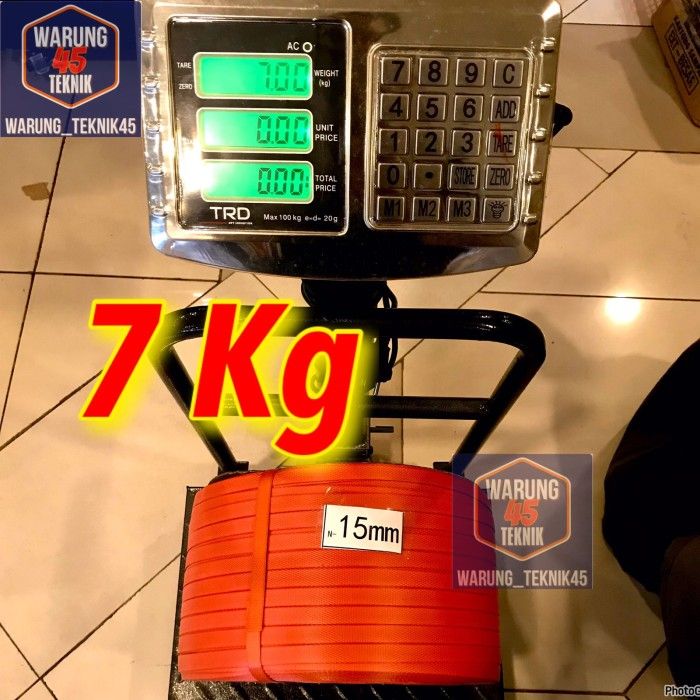 WARUNG
45
TEKNIK
WARUNG_TEKNIK45
AC
TARE
ZERO
7.00
WEIGHT
(kg)
0.00
UNIT
PRICE
0.00
TOTAL
PRICE
TRD
Max 100 kg e=d= 20g
7 8 9 C
4 5 6 ADD
1 2 3 TARE
0 . STORE ZERO
M1 M2 M3
7 Kg
N- 15mm
WARUNG
45
TEKNIK
WARUNG_TEKNIK45